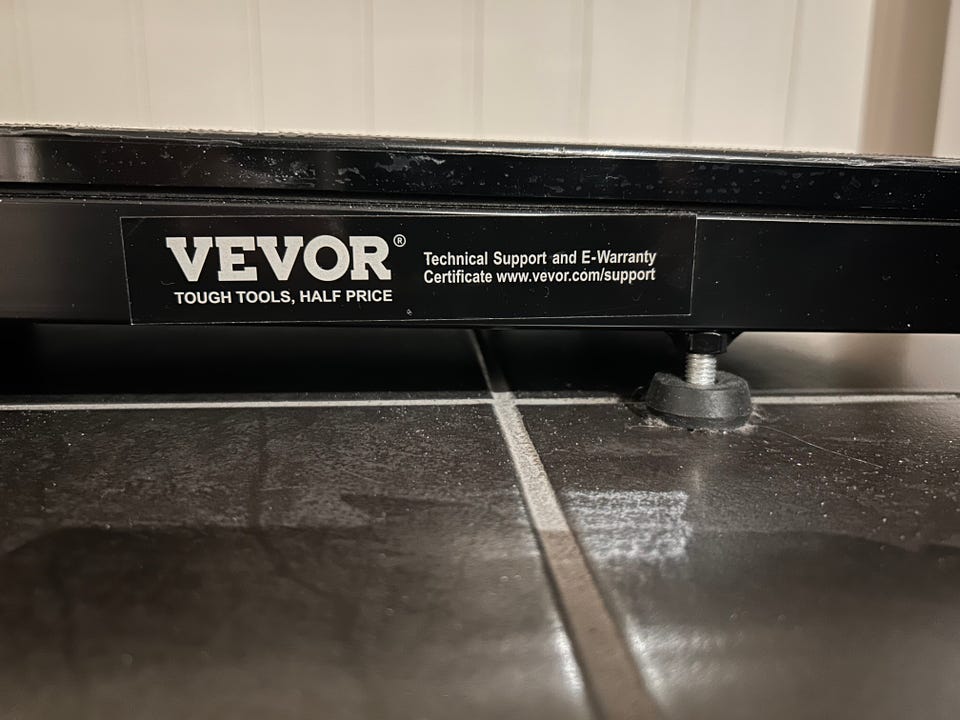 VEVOR®
TOUGH TOOLS, HALF PRICE
Technical Support and E-Warranty
Certificate www.vevor.com/support